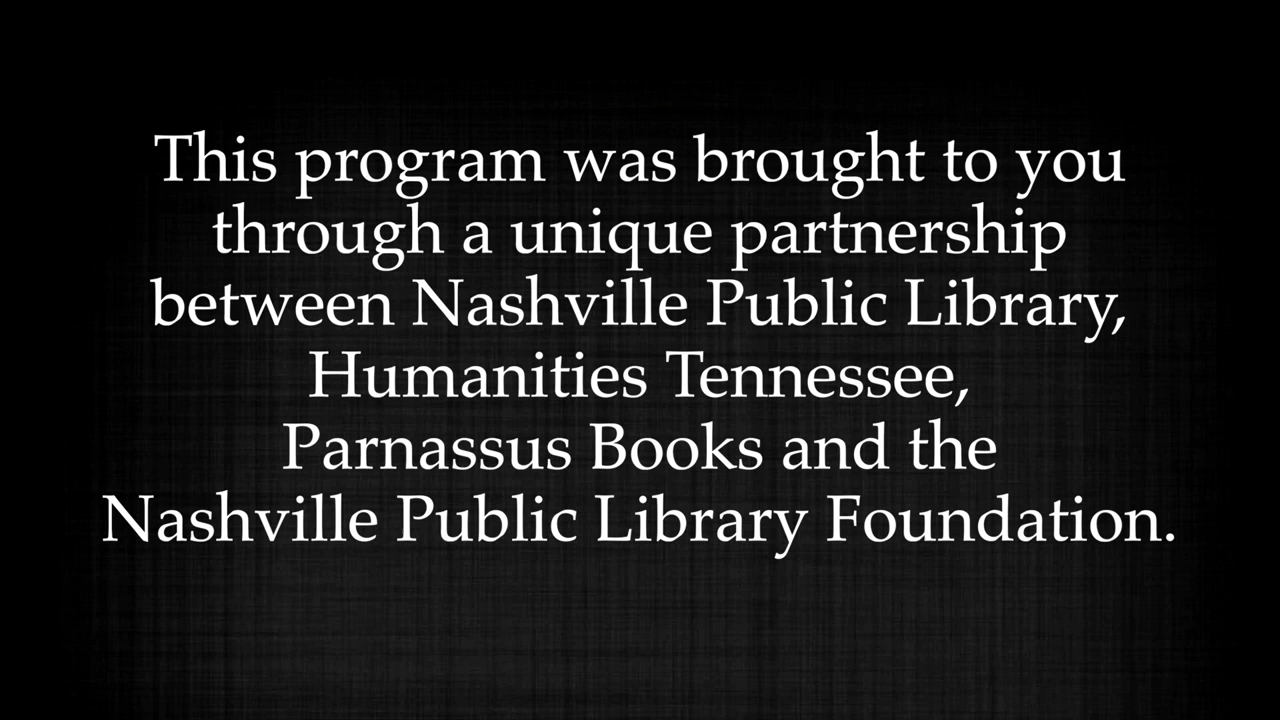 This program was brought to you
through a unique partnership
between Nashville Public Library,
Humanities Tennessee,
Parnassus Books and the
Nashville Public Library Foundation.